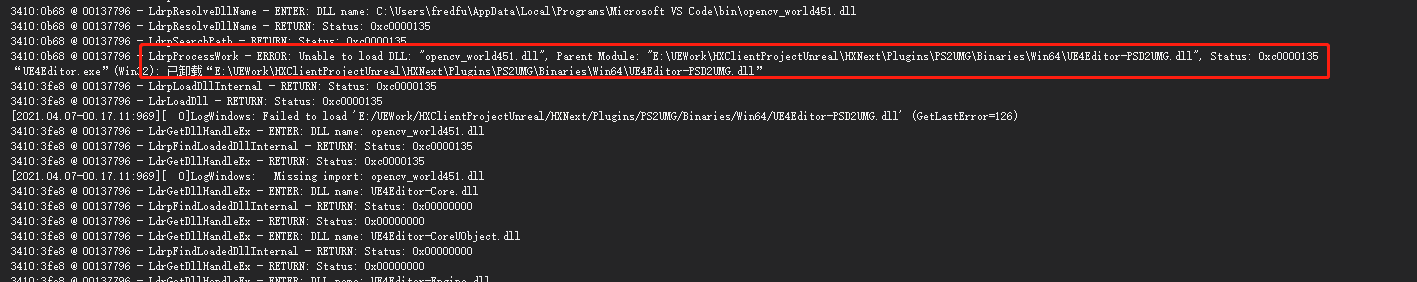 3410:0b68 @ 00137796 - LdrpResolveDllName - ENTER: DLL name: C:\Users\fredfu\AppData\Local\Programs\Microsoft VS Code\bin\opencv_world451.dll
3410:0b68 @ 00137796 - LdrpResolveDllName - RETURN: Status: 0xc0000135
3410:0b68 @ 00137796 - LdrpSearchPath - RETURN: Status: 0xc0000135
3410:0b68 @ 00137796 - LdrpProcessWork - ERROR: Unable to load DLL: "opencv_world451.dll", Parent Module: "E:\UEWork\HXClientProjectUnreal\HXNext\Plugins\PS2UMG\Binaries\Win64\UE4Editor-PSD2UMG.dll", Status: 0xc0000135
“UE4Editor.exe”(Win32): 已卸载“E:\UEWork\HXClientProjectUnreal\HXNext\Plugins\PS2UMG\Binaries\Win64\UE4Editor-PSD2UMG.dll”
3410:3fe8 @ 00137796 - LdrpLoadDllInternal - RETURN: Status: 0xc0000135
3410:3fe8 @ 00137796 - LdrLoadDll - RETURN: Status: 0xc0000135
[2021.04.07-00.17.11:969][  0]LogWindows: Failed to load 'E:/UEWork/HXClientProjectUnreal/HXNext/Plugins/PS2UMG/Binaries/Win64/UE4Editor-PSD2UMG.dll' (GetLastError=126)
3410:3fe8 @ 00137796 - LdrGetDllHandleEx - ENTER: DLL name: opencv_world451.dll
3410:3fe8 @ 00137796 - LdrpFindLoadedDllInternal - RETURN: Status: 0xc0000135
3410:3fe8 @ 00137796 - LdrGetDllHandleEx - RETURN: Status: 0xc0000135
[2021.04.07-00.17.11:969][  0]LogWindows:   Missing import: opencv_world451.dll
3410:3fe8 @ 00137796 - LdrGetDllHandleEx - ENTER: DLL name: UE4Editor-Core.dll
3410:3fe8 @ 00137796 - LdrpFindLoadedDllInternal - RETURN: Status: 0x00000000
3410:3fe8 @ 00137796 - LdrGetDllHandleEx - RETURN: Status: 0x00000000
3410:3fe8 @ 00137796 - LdrGetDllHandleEx - ENTER: DLL name: UE4Editor-CoreUObject.dll
3410:3fe8 @ 00137796 - LdrpFindLoadedDllInternal - RETURN: Status: 0x00000000
3410:3fe8 @ 00137796 - LdrGetDllHandleEx - RETURN: Status: 0x00000000
3410:3fe8 @ 00137796 - LdrGetDllHandleEx - ENTER: DLL name: UE4Editor-Engine.dll